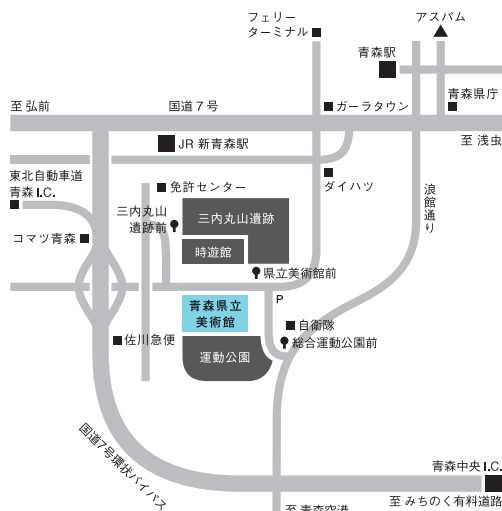 フェリー
ターミナル
アスパム
青森駅
至 弘前
国道 7 号
ガーラタウン
青森県庁
至 浅虫
JR 新青森駅
東北自動車道
青森 I.C.
免許センター
ダイハツ
浪館通り
三内丸山
遺跡前
三内丸山遺跡
コマツ青森
時遊館
県立美術館前
P
青森県立
美術館
自衛隊
佐川急便
総合運動公園前
運動公園
国道7号環状バイパス
青森中央 I.C.
至 みちのく有料道路
至 青森空港